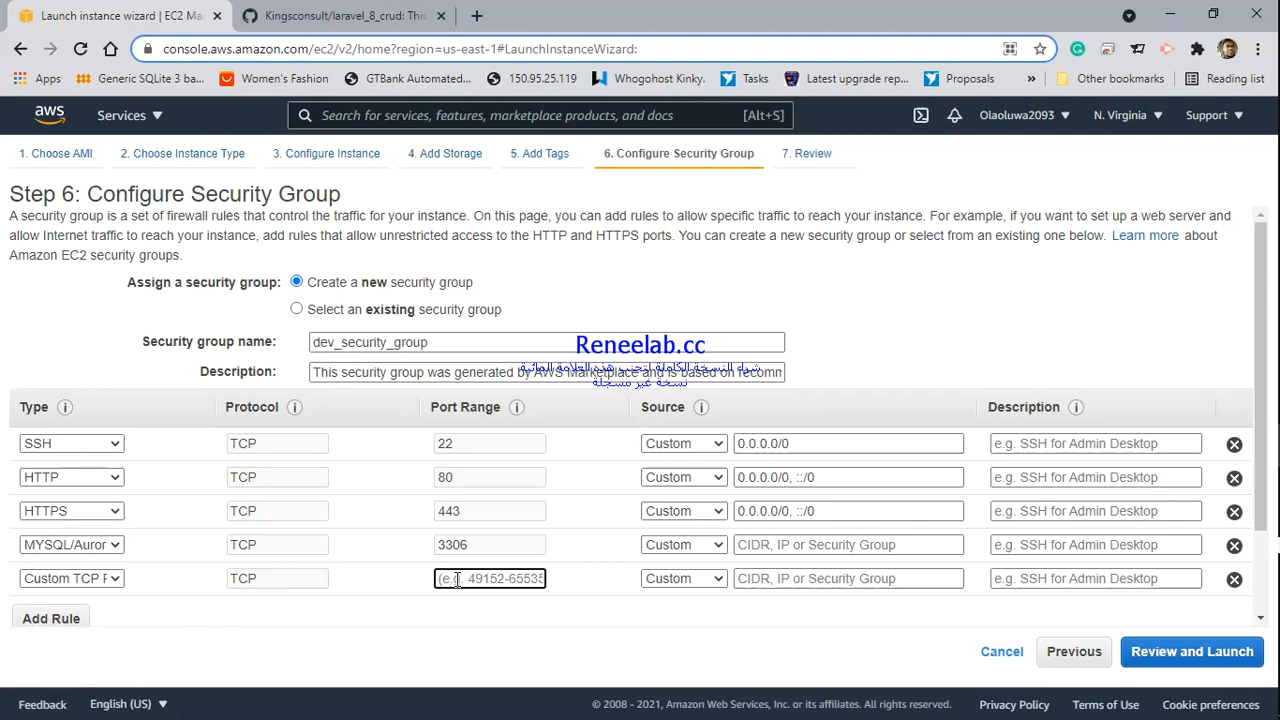 Launch instance wizard | EC2 Ma
Kingsconsult/laravel_8_crud: This
console.aws.amazon.com/ec2/v2/home?region=us-east-1#LaunchInstanceWizard:
Apps
Generic SQLite 3 ba...
Women's Fashion
GTBank Automated...
150.95.25.119
Whogohost Kinky.
Tasks
Latest upgrade rep...
Proposals
»
Other bookmarks
Reading list
aws
Services
Search for services, features, marketplace products, and docs
[Alt+S]
Olaoluwa2093
N. Virginia
Support
1. Choose AMI
2. Choose Instance Type
3. Configure Instance
4. Add Storage
5. Add Tags
6. Configure Security Group
7. Review
Step 6: Configure Security Group
A security group is a set of firewall rules that control the traffic for your instance. On this page, you can add rules to allow specific traffic to reach your instance. For example, if you want to set up a web server and
allow Internet traffic to reach your instance, add rules that allow unrestricted access to the HTTP and HTTPS ports. You can create a new security group or select from an existing one below. Learn more about
Amazon EC2 security groups.
Assign a security group:
Create a new security group
Select an existing security group
Security group name:
dev_security_group
Reneelab.cc
شراء النسخة الكاملة لتجنب هذه العلامة المائية
نسخة غير مسجلة
Description:
This security group was generated by AWS Marketplace and is based on recomm
Type
Protocol
Port Range
Source
Description
SSH
TCP
22
Custom
0.0.0.0/0
e.g. SSH for Admin Desktop
HTTP
TCP
80
Custom
0.0.0.0/0, ::/0
e.g. SSH for Admin Desktop
HTTPS
TCP
443
Custom
0.0.0.0/0, ::/0
e.g. SSH for Admin Desktop
MYSQL/Auror
TCP
3306
Custom
CIDR, IP or Security Group
e.g. SSH for Admin Desktop
Custom TCP F
TCP
(e.g. 49152-65535
Custom
CIDR, IP or Security Group
e.g. SSH for Admin Desktop
Add Rule
Cancel
Previous
Review and Launch
Feedback
English (US)
© 2008 - 2021, Amazon Web Services, Inc. or its affiliates. All rights reserved.
Privacy Policy
Terms of Use
Cookie preferences